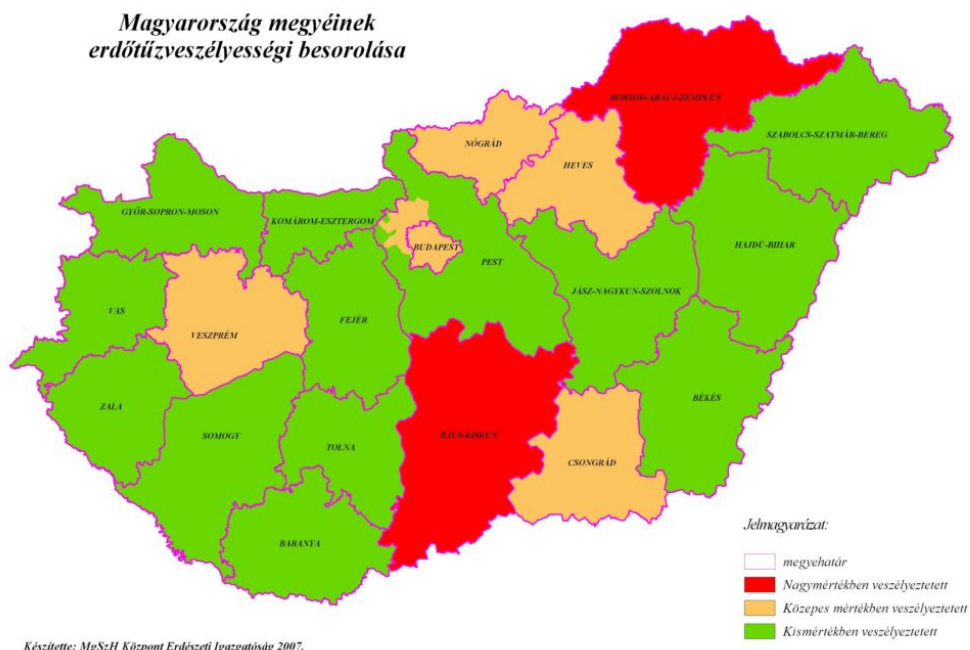 Magyarország megyéinek
erdőtűzveszélyességi besorolása
BORSOD-ABAÚJ-ZEMPLÉN
SZABOLCS-SZATMÁR-BEREG
NÓGRÁD
HEVES
GYŐR-SOPRON-MOSON
KOMÁROM-ESZTERGOM
BUDAPEST
HAJDÚ-BIHAR
PEST
JÁSZ-NAGYKUN-SZOLNOK
VAS
VESZPRÉM
FEJÉR
ZALA
BÉKÉS
SOMOGY
TOLNA
BÁCS-KISKUN
CSONGRÁD
BARANYA
Jelmagyarázat:
megyehatár
Nagymértékben veszélyeztetett
Közepes mértékben veszélyeztetett
Kismértékben veszélyeztetett
Készítette: MgSzH Központ Erdészeti Igazgatóság 2007.